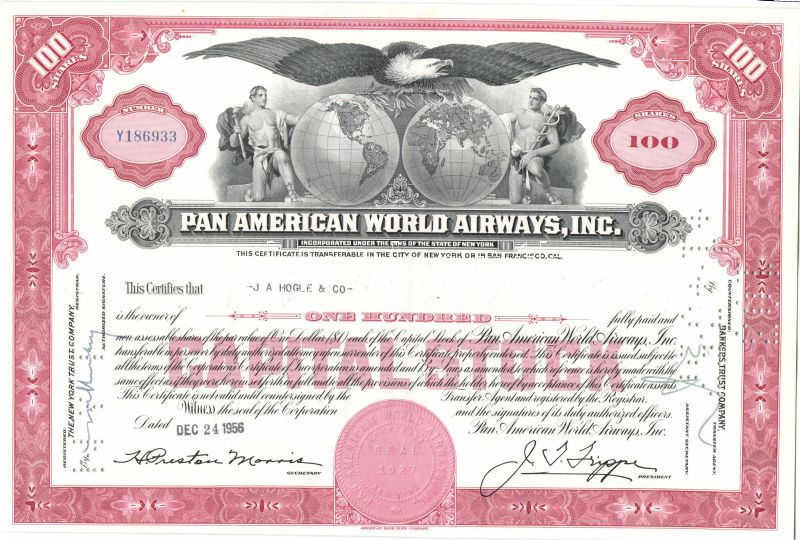 100 SHARES
100 SHARES
NUMBER
Y186933
SHARES
100
PAN AMERICAN WORLD AIRWAYS, INC.
INCORPORATED UNDER THE LAWS OF THE STATE OF NEW YORK
THIS CERTIFICATE IS TRANSFERABLE IN THE CITY OF NEW YORK OR IN SAN FRANCISCO, CAL.
This Certifies that -J A HOGLE & CO-
is the owner of ONE HUNDRED fully paid and
non assessable shares of the par value of One Dollar ($1) each of the Capital Stock of Pan American World Airways, Inc.
transferable in person or by duly authorized attorney upon surrender of this Certificate properly endorsed. This Certificate is issued subject to
all the terms of the Certificate of Incorporation as amended and By-Laws as amended, to which reference is hereby made with the
same effect as if they were herein set forth in full and to all the provisions of which the holder hereof by acceptance of this Certificate assents.
This Certificate is not valid until countersigned by the Transfer Agent and registered by the Registrar.
Witness the seal of the Corporation and the signatures of its duly authorized officers.
Dated DEC 24 1956 Pan American World Airways, Inc.
CAPITAL STOCK
H Preston Morris
SECRETARY
SEAL
1927
J. T. Trippe
PRESIDENT
REGISTERED:
THE NEW YORK TRUST COMPANY,
REGISTRAR,
By
AUTHORIZED SIGNATURE.
COUNTERSIGNED:
BANKERS TRUST COMPANY,
TRANSFER AGENT,
By
ASSISTANT SECRETARY.
AMERICAN BANK NOTE COMPANY.